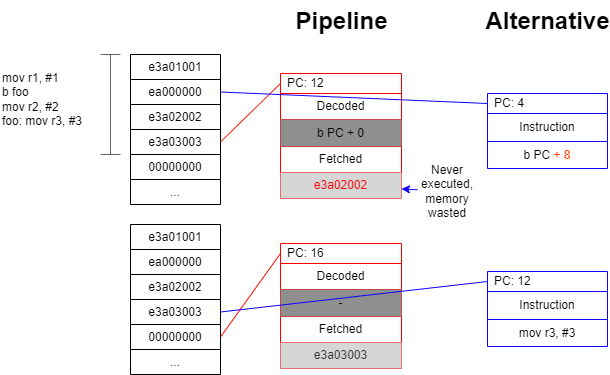 Pipeline
Alternative
mov r1, #1
b foo
mov r2, #2
foo: mov r3, #3
e3a01001
ea000000
e3a02002
e3a03003
00000000
...
PC: 12
Decoded
b PC + 0
Fetched
e3a02002
Never
executed,
memory
wasted
PC: 4
Instruction
b PC + 8
e3a01001
ea000000
e3a02002
e3a03003
00000000
...
PC: 16
Decoded
-
Fetched
e3a03003
PC: 12
Instruction
mov r3, #3